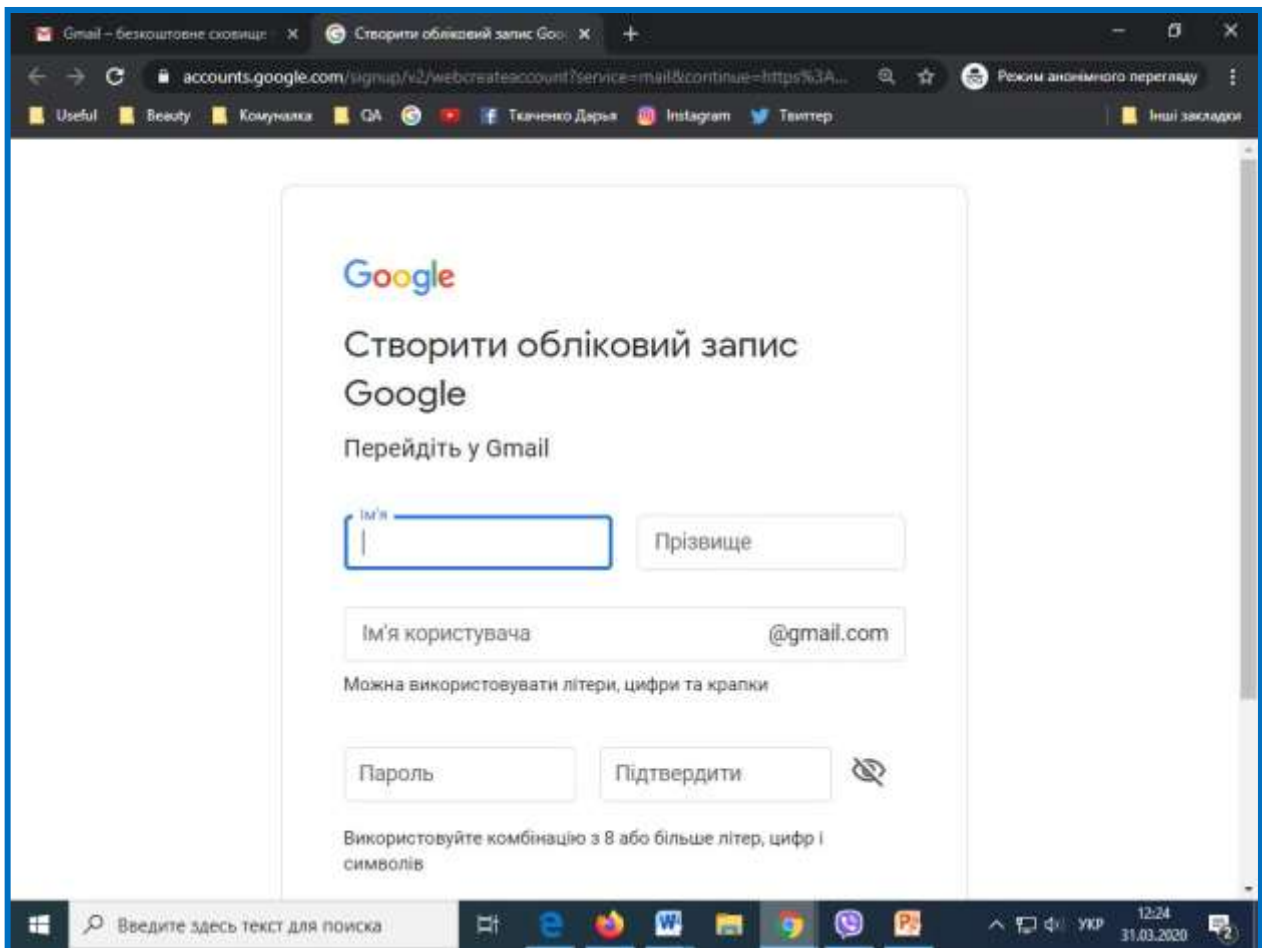 Gmail – безкоштовне сховище
Створити обліковий запис Goo
accounts.google.com/signup/v2/webcreateaccount?service=mail&continue=https%3A...
Режим анонімного перегляду
Useful
Beauty
Комуналка
QA
Ткаченко Дарья
Instagram
Твиттер
Інші закладки
Google
Створити обліковий запис
Google
Перейдіть у Gmail
Ім'я
Прізвище
Ім'я користувача
@gmail.com
Можна використовувати літери, цифри та крапки
Пароль
Підтвердити
Використовуйте комбінацію з 8 або більше літер, цифр і
символів
Введите здесь текст для поиска
УКР
12:24
31.03.2020
2